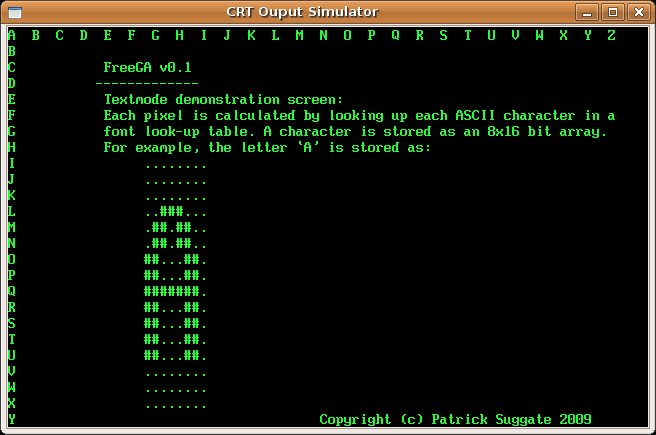 CRT Ouput Simulator
A B C D E F G H I J K L M N O P Q R S T U V W X Y Z
B
C FreeGA v0.1
D -------------
E Textmode demonstration screen:
F Each pixel is calculated by looking up each ASCII character in a
G font look-up table. A character is stored as an 8x16 bit array.
H For example, the letter `A' is stored as:
I ........
J ........
K ........
L ..###...
M .##.##..
N .##.##..
O ##...##.
P ##...##.
Q #######.
R ##...##.
S ##...##.
T ##...##.
U ##...##.
V ........
W ........
X ........
Y Copyright (c) Patrick Suggate 2009